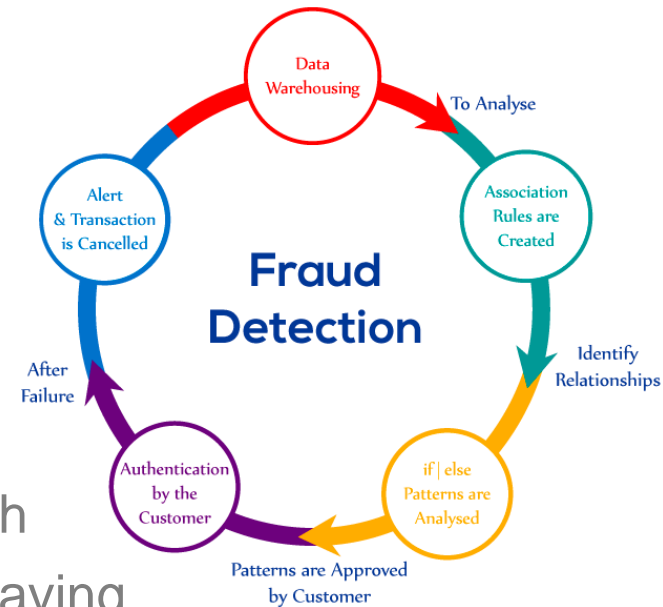 Data
Warehousing
To Analyse
Association
Rules are
Created
Identify
Relationships
if | else
Patterns are
Analysed
Patterns are Approved
by Customer
Authentication
by the
Customer
After
Failure
Alert
& Transaction
is Cancelled
Fraud
Detection
h
aying